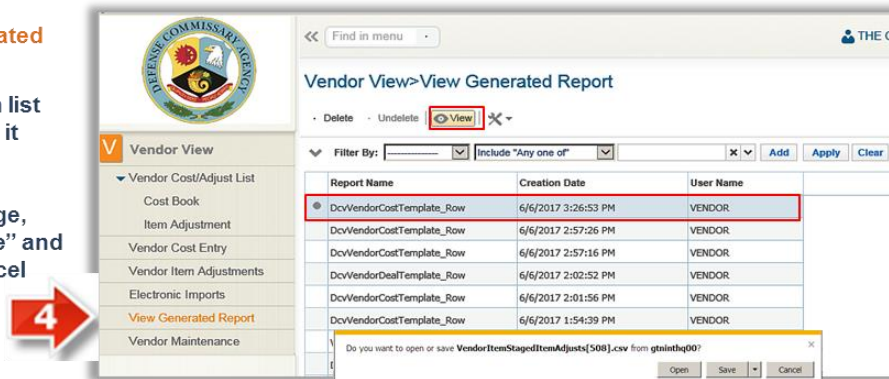 ated
list
it
ge,
e” and
cel
4
DEFENSE COMMISSARY AGENCY
Find in menu
THE
Vendor View>View Generated Report
Delete Undelete View
Filter By: ------------- Include "Any one of" Add Apply Clear
V Vendor View
Vendor Cost/Adjust List
Cost Book
Item Adjustment
Vendor Cost Entry
Vendor Item Adjustments
Electronic Imports
View Generated Report
Vendor Maintenance
Report Name Creation Date User Name
DcvVendorCostTemplate_Row 6/6/2017 3:26:53 PM VENDOR
DcvVendorCostTemplate_Row 6/6/2017 2:57:26 PM VENDOR
DcvVendorCostTemplate_Row 6/6/2017 2:57:16 PM VENDOR
DcvVendorDealTemplate_Row 6/6/2017 2:02:52 PM VENDOR
DcvVendorCostTemplate_Row 6/6/2017 2:01:56 PM VENDOR
DcvVendorCostTemplate_Row 6/6/2017 1:54:39 PM VENDOR
Do you want to open or save VendorItemStagedItemAdjusts[508].csv from gtninthq00?
Open Save Cancel